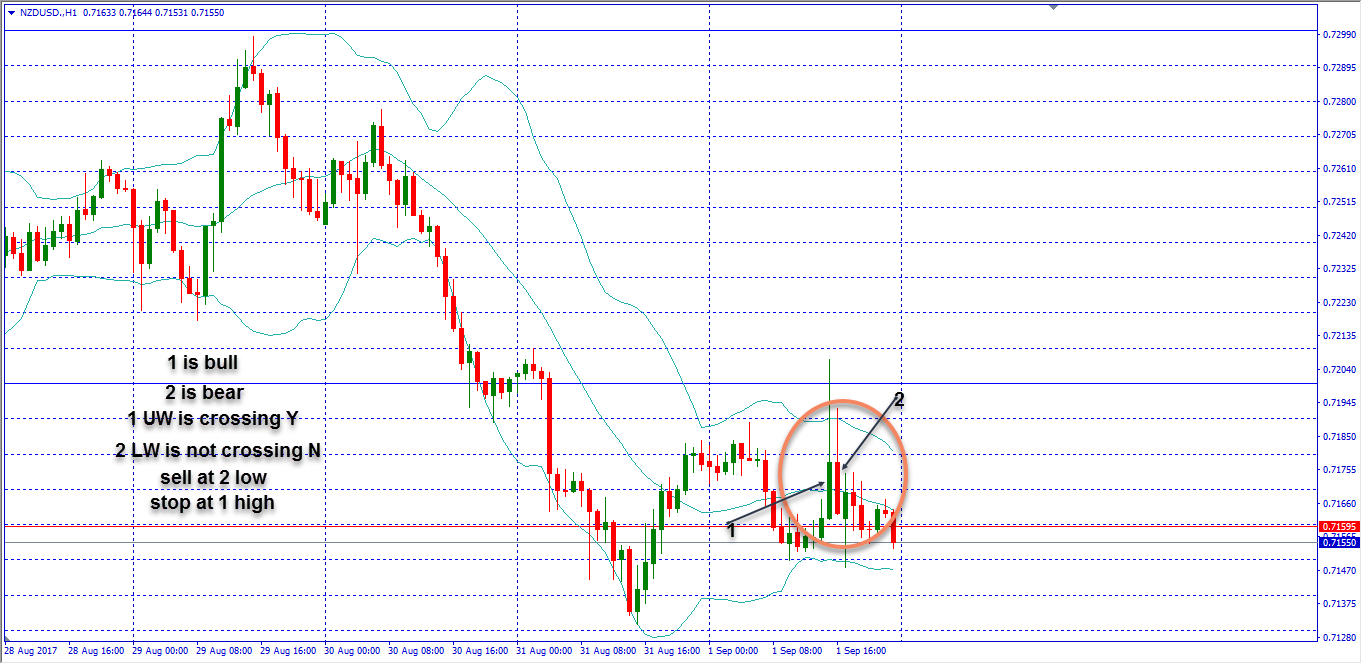 NZDUSD.,H1 0.71633 0.71644 0.71531 0.71550
0.72990
0.72895
0.72800
0.72705
0.72610
0.72515
0.72420
0.72325
0.72230
0.72135
0.72040
0.71945
0.71850
0.71755
0.71660
0.71595
0.71550
0.71470
0.71375
0.71280
1 is bull
2 is bear
1 UW is crossing Y
2 LW is not crossing N
sell at 2 low
stop at 1 high
2
1
28 Aug 2017 28 Aug 16:00 29 Aug 00:00 29 Aug 08:00 29 Aug 16:00 30 Aug 00:00 30 Aug 08:00 30 Aug 16:00 31 Aug 00:00 31 Aug 08:00 31 Aug 16:00 1 Sep 00:00 1 Sep 08:00 1 Sep 16:00